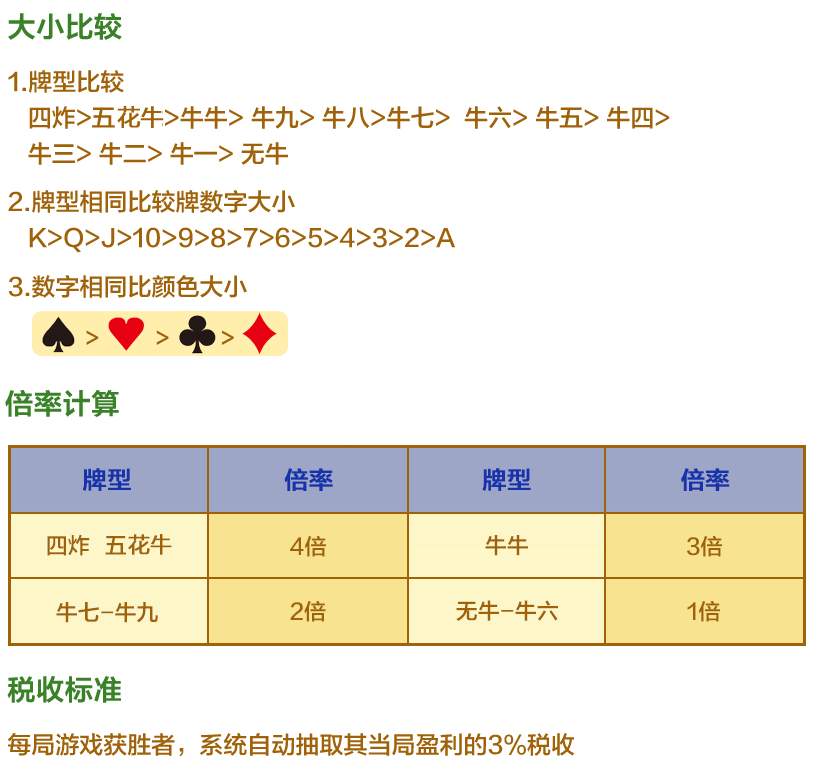 大小比较
1.牌型比较
四炸>五花牛>牛牛> 牛九> 牛八>牛七> 牛六> 牛五> 牛四>
牛三> 牛二> 牛一> 无牛
2.牌型相同比较牌数字大小
K>Q>J>10>9>8>7>6>5>4>3>2>A
3.数字相同比颜色大小
♠ > ♥ > ♣ > ♦
倍率计算
牌型 倍率 牌型 倍率
四炸 五花牛 4倍 牛牛 3倍
牛七-牛九 2倍 无牛-牛六 1倍
税收标准
每局游戏获胜者，系统自动抽取其当局盈利的3%税收